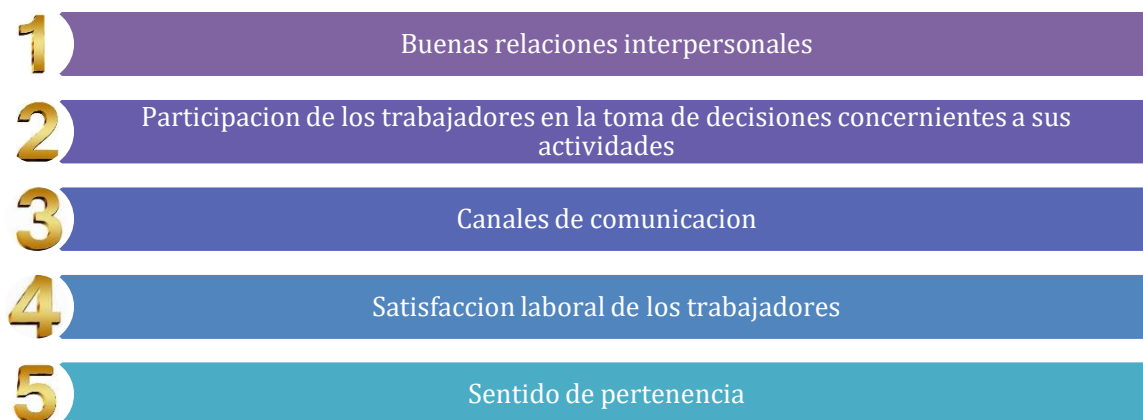 1
Buenas relaciones interpersonales
2
Participacion de los trabajadores en la toma de decisiones concernientes a sus
actividades
3
Canales de comunicacion
4
Satisfaccion laboral de los trabajadores
5
Sentido de pertenencia